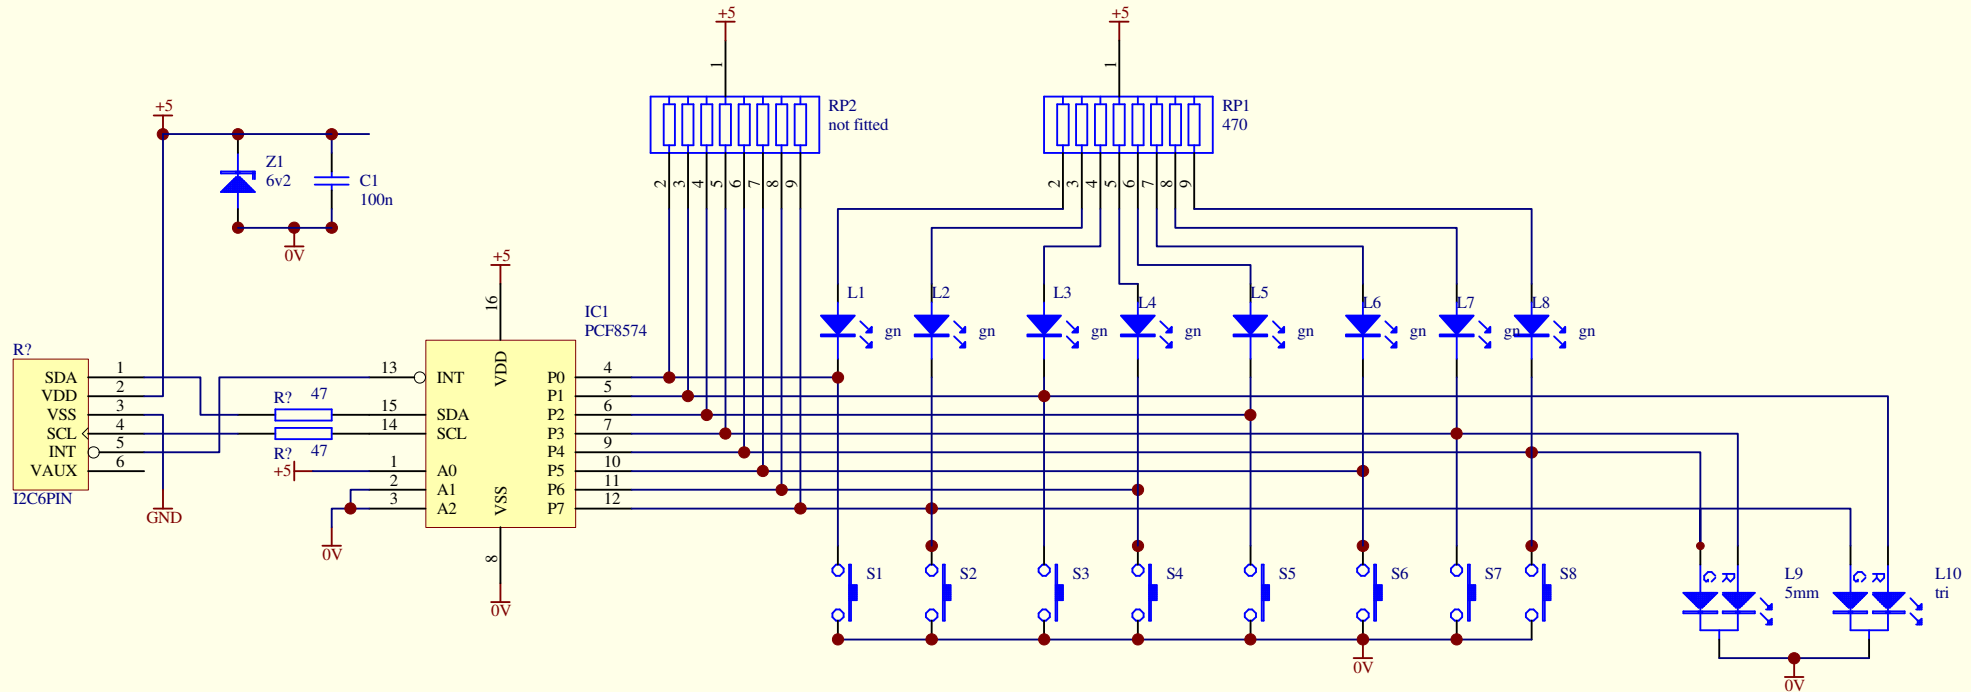 +5
+5
1
1
RP2
not fitted
RP1
470
+5
Z1
6v2
C1
100n
0V
2 3 4 5 6 7 8 9
2 3 4 5 6 7 8 9
+5
16
IC1
PCF8574
L1 gn
L2 gn
L3 gn
L4 gn
L5 gn
L6 gn
L7 gn
L8 gn
R?
SDA 1
VDD 2
VSS 3
SCL 4
INT 5
VAUX 6
I2C6PIN
GND
R? 47
R? 47
+5
0V
13 INT
15 SDA
14 SCL
1 A0
2 A1
3 A2
VDD
VSS
P0 4
P1 5
P2 6
P3 7
P4 9
P5 10
P6 11
P7 12
8
0V
S1
S2
S3
S4
S5
S6
S7
S8
0V
G R
L9
5mm
G R
L10
tri
0V